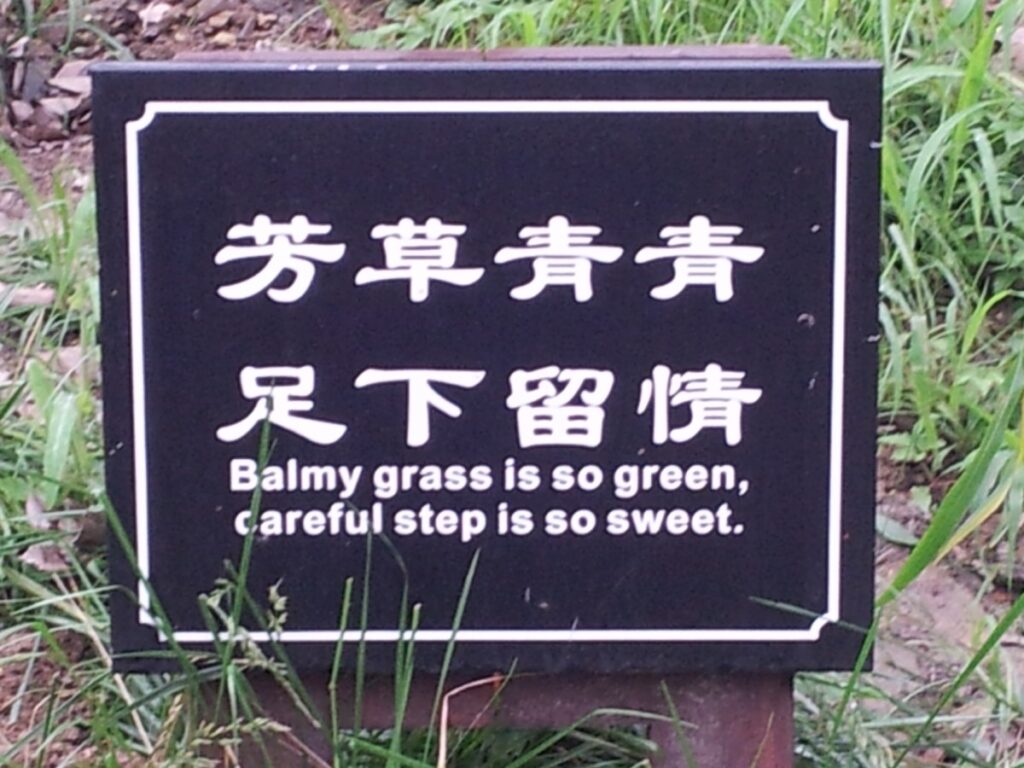 芳草青青
足下留情
Balmy grass is so green,
careful step is so sweet.